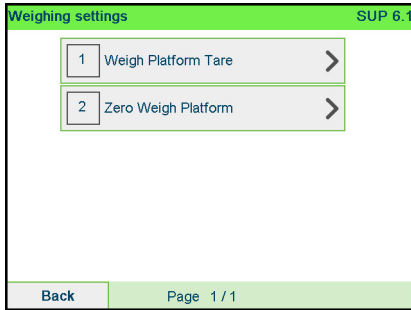 Weighing settings SUP 6.1
1 Weigh Platform Tare
2 Zero Weigh Platform
Back Page 1 / 1